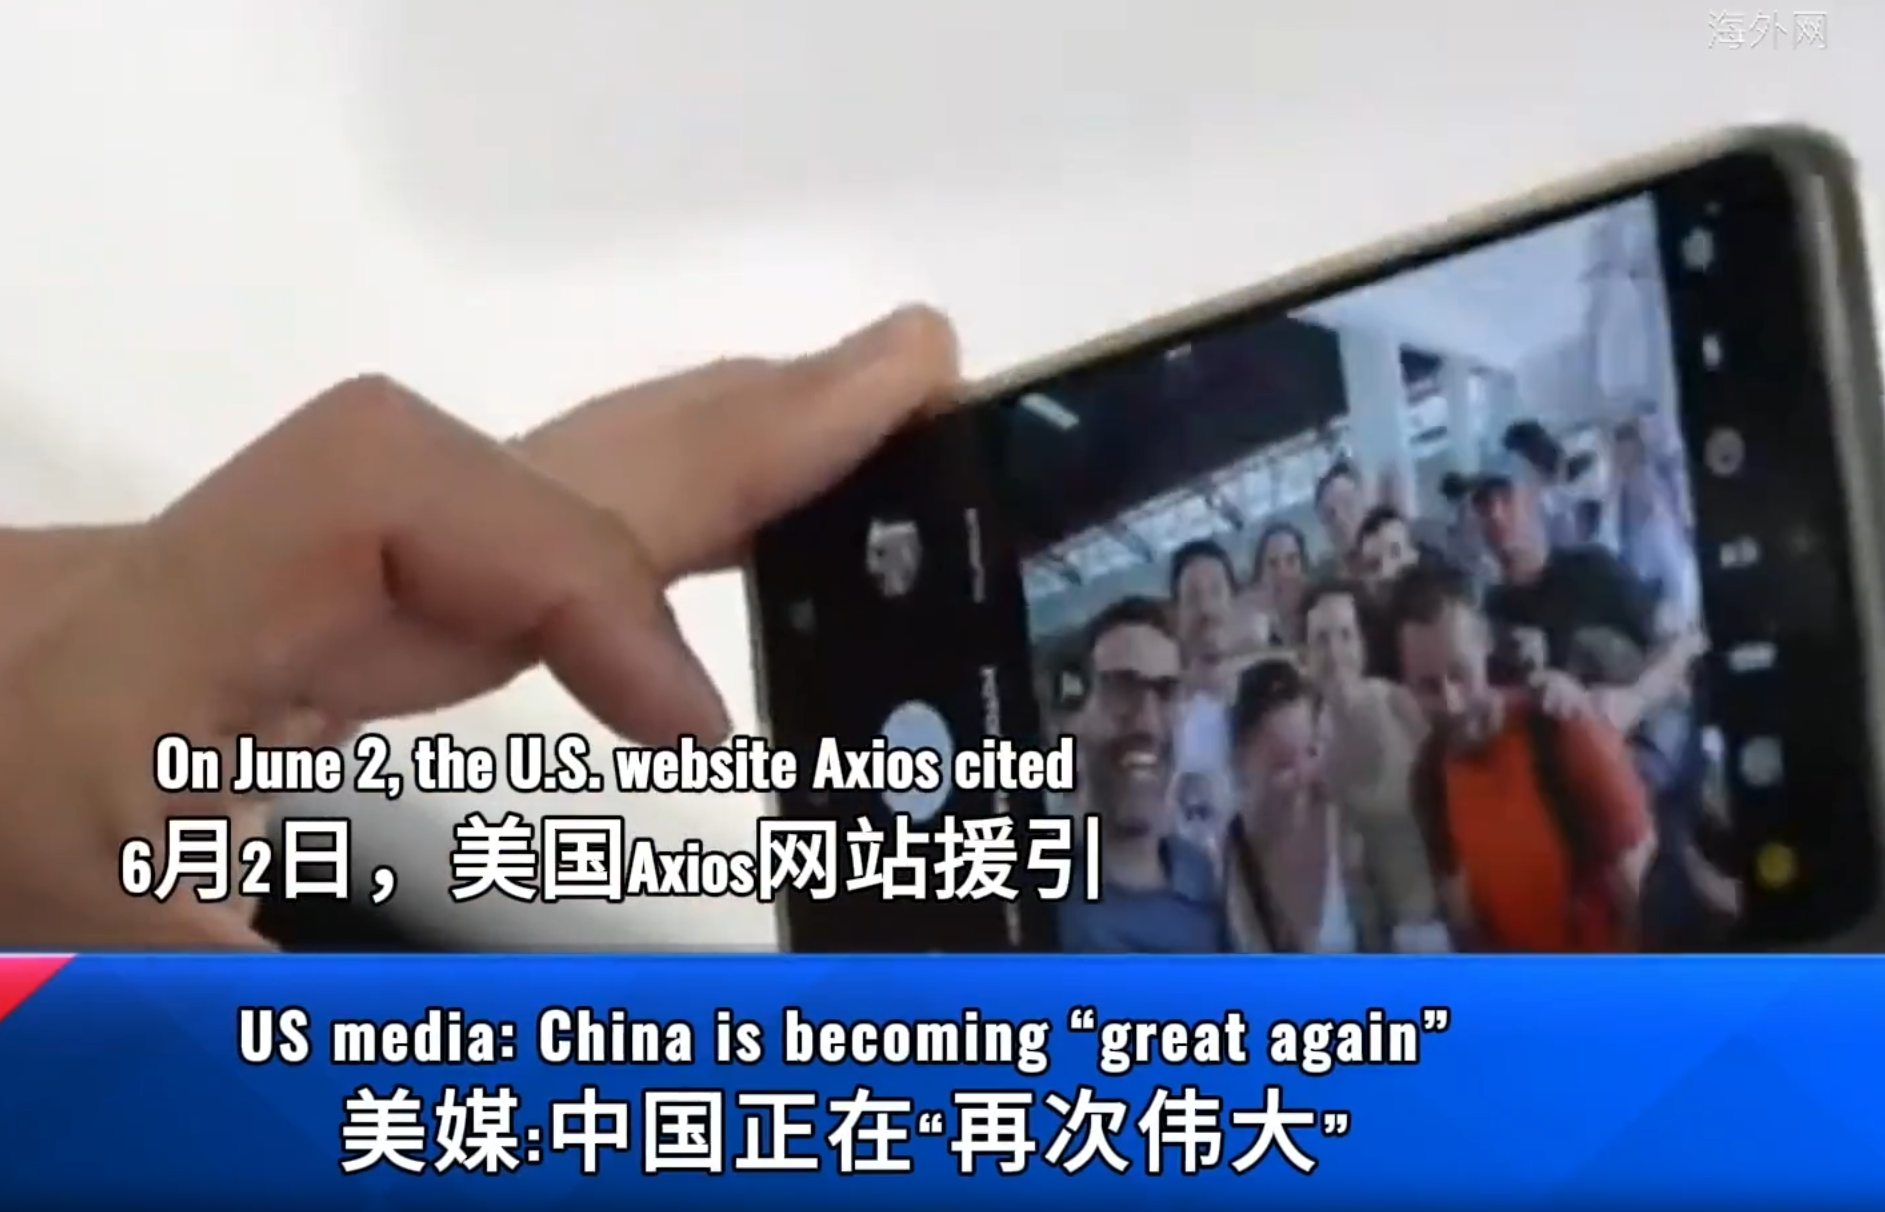 海外网
On June 2, the U.S. website Axios cited
6月2日，美国Axios网站援引
US media: China is becoming “great again”
美媒:中国正在“再次伟大”